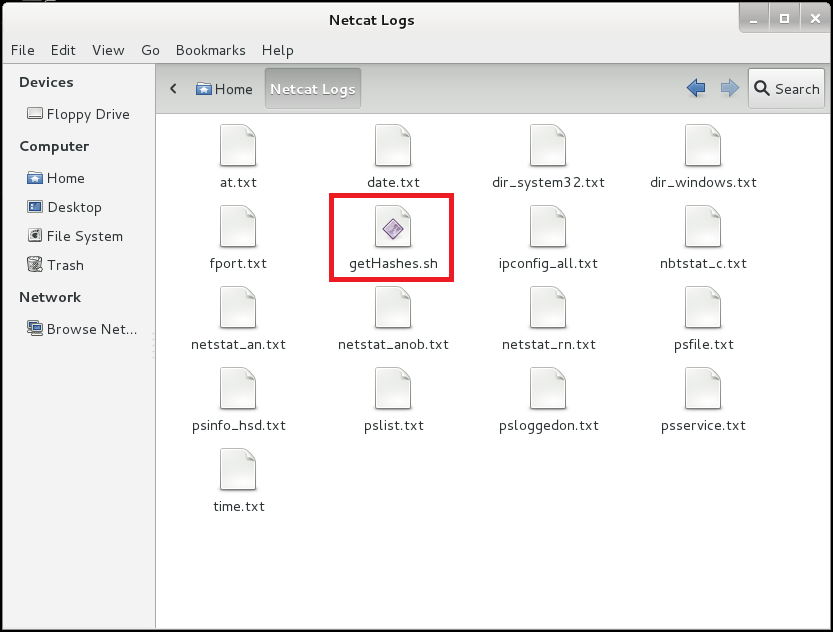 Netcat Logs
File Edit View Go Bookmarks Help
Devices
Floppy Drive
Computer
Home
Desktop
File System
Trash
Network
Browse Net...
Home Netcat Logs Search
at.txt date.txt dir_system32.txt dir_windows.txt
fport.txt getHashes.sh ipconfig_all.txt nbtstat_c.txt
netstat_an.txt netstat_anob.txt netstat_rn.txt psfile.txt
psinfo_hsd.txt pslist.txt psloggedon.txt psservice.txt
time.txt